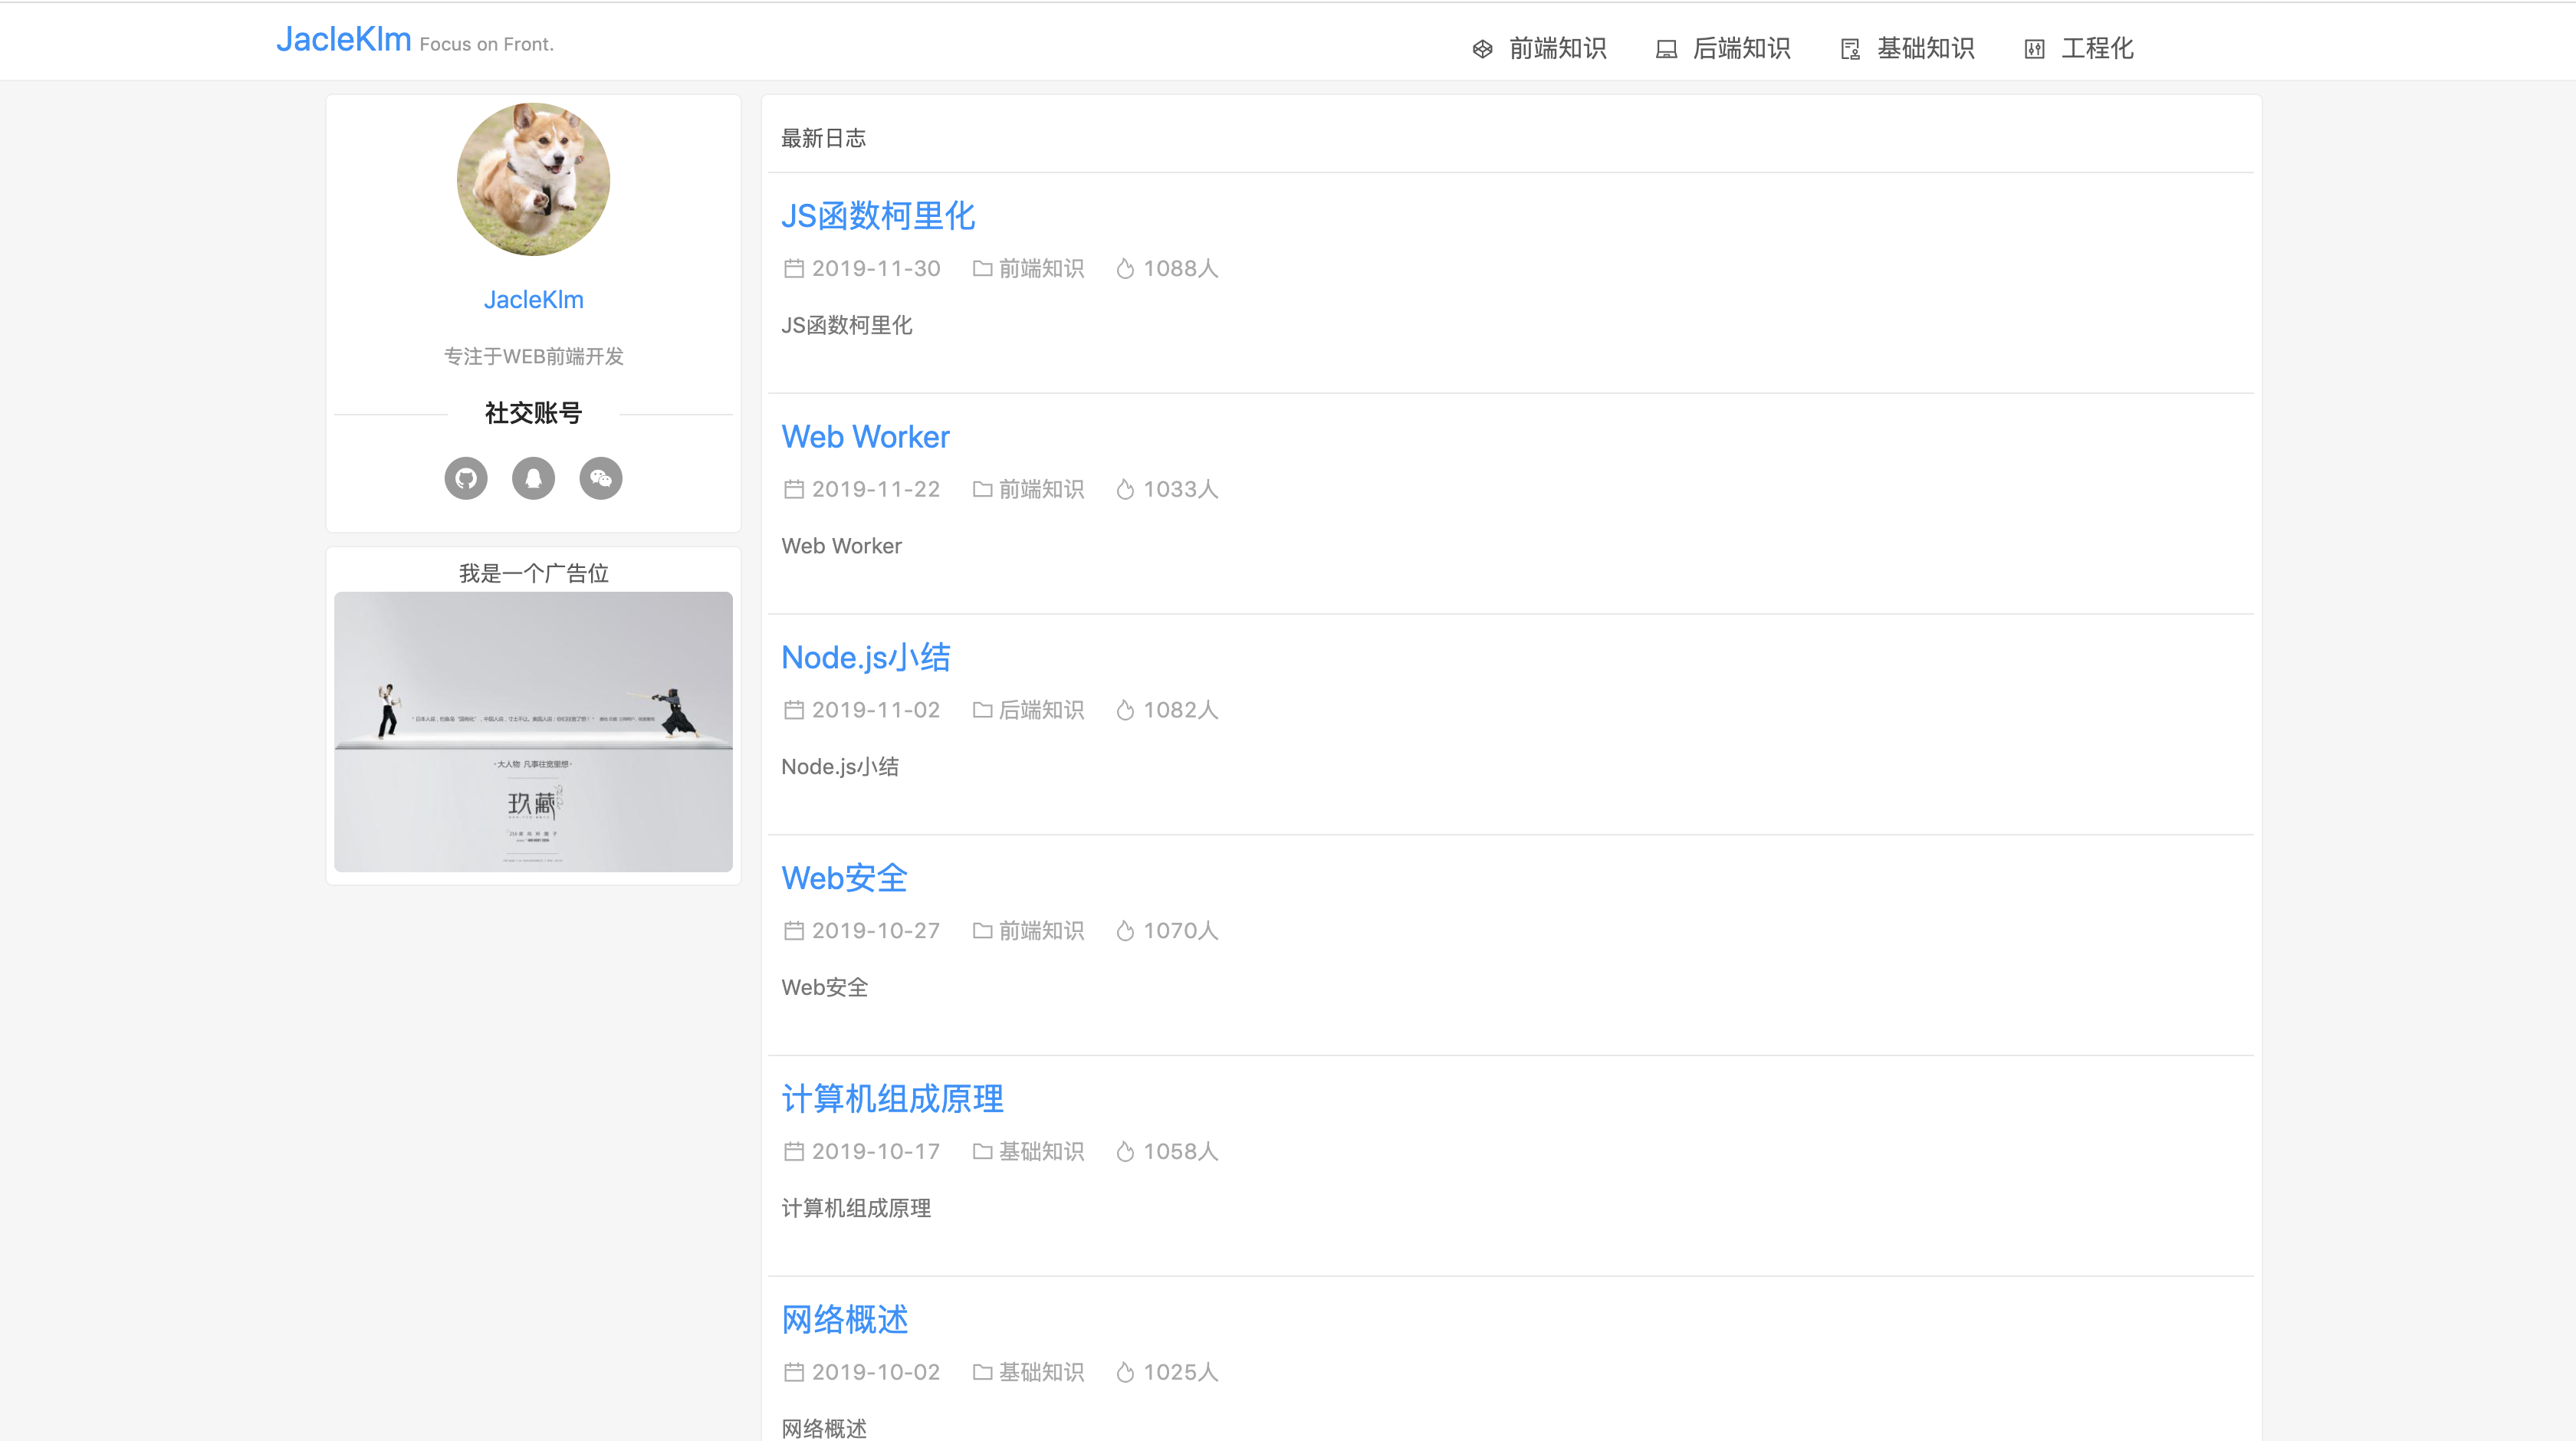 JacleKlm Focus on Front.
前端知识 后端知识 基础知识 工程化
JacleKlm
专注于WEB前端开发
社交账号
我是一个广告位
·大人物 凡事往宽里想·
玖藏
最新日志
JS函数柯里化
2019-11-30 前端知识 1088人
JS函数柯里化
Web Worker
2019-11-22 前端知识 1033人
Web Worker
Node.js小结
2019-11-02 后端知识 1082人
Node.js小结
Web安全
2019-10-27 前端知识 1070人
Web安全
计算机组成原理
2019-10-17 基础知识 1058人
计算机组成原理
网络概述
2019-10-02 基础知识 1025人
网络概述